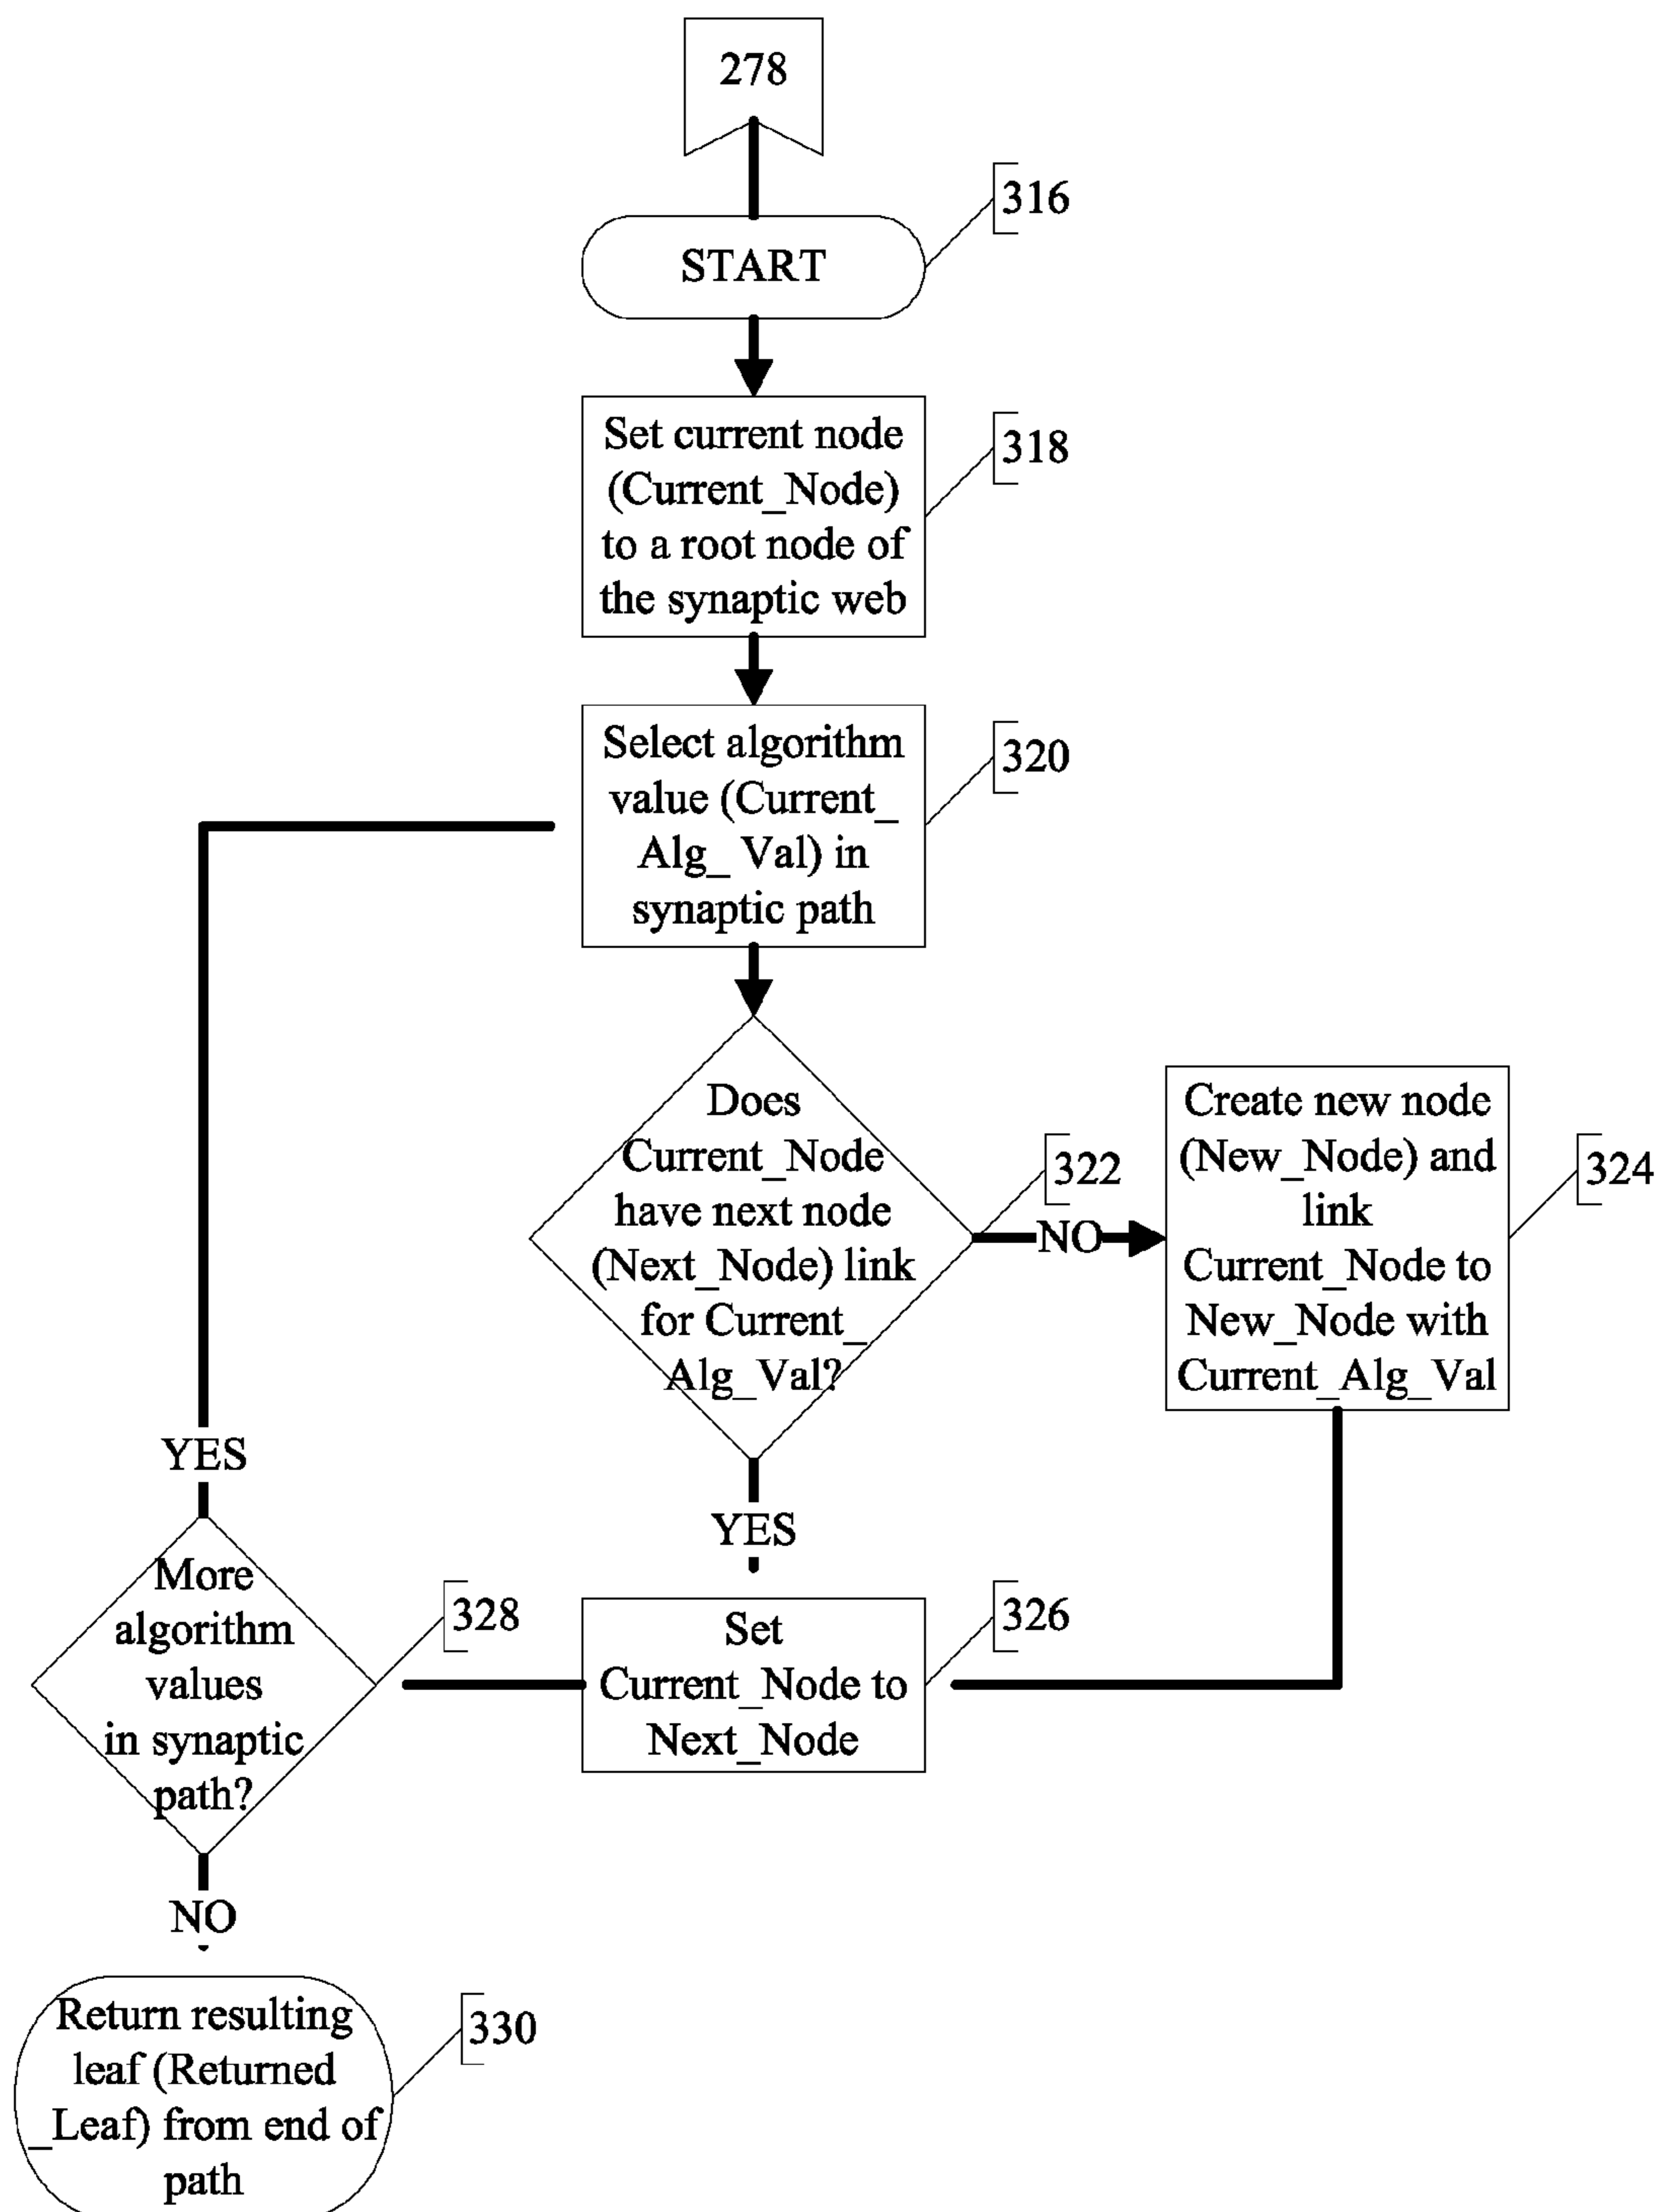 278
316
START
Set current node
(Current_Node)
to a root node of
the synaptic web
318
Select algorithm
value (Current_
Alg_ Val) in
synaptic path
320
Does
Current_Node
have next node
(Next_Node) link
for Current_
Alg_Val?
322
NO
Create new node
(New_Node) and
link
Current_Node to
New_Node with
Current_Alg_Val
324
YES
YES
Set
Current_Node to
Next_Node
326
More
algorithm
values
in synaptic
path?
328
NO
Return resulting
leaf (Returned
_Leaf) from end of
path
330